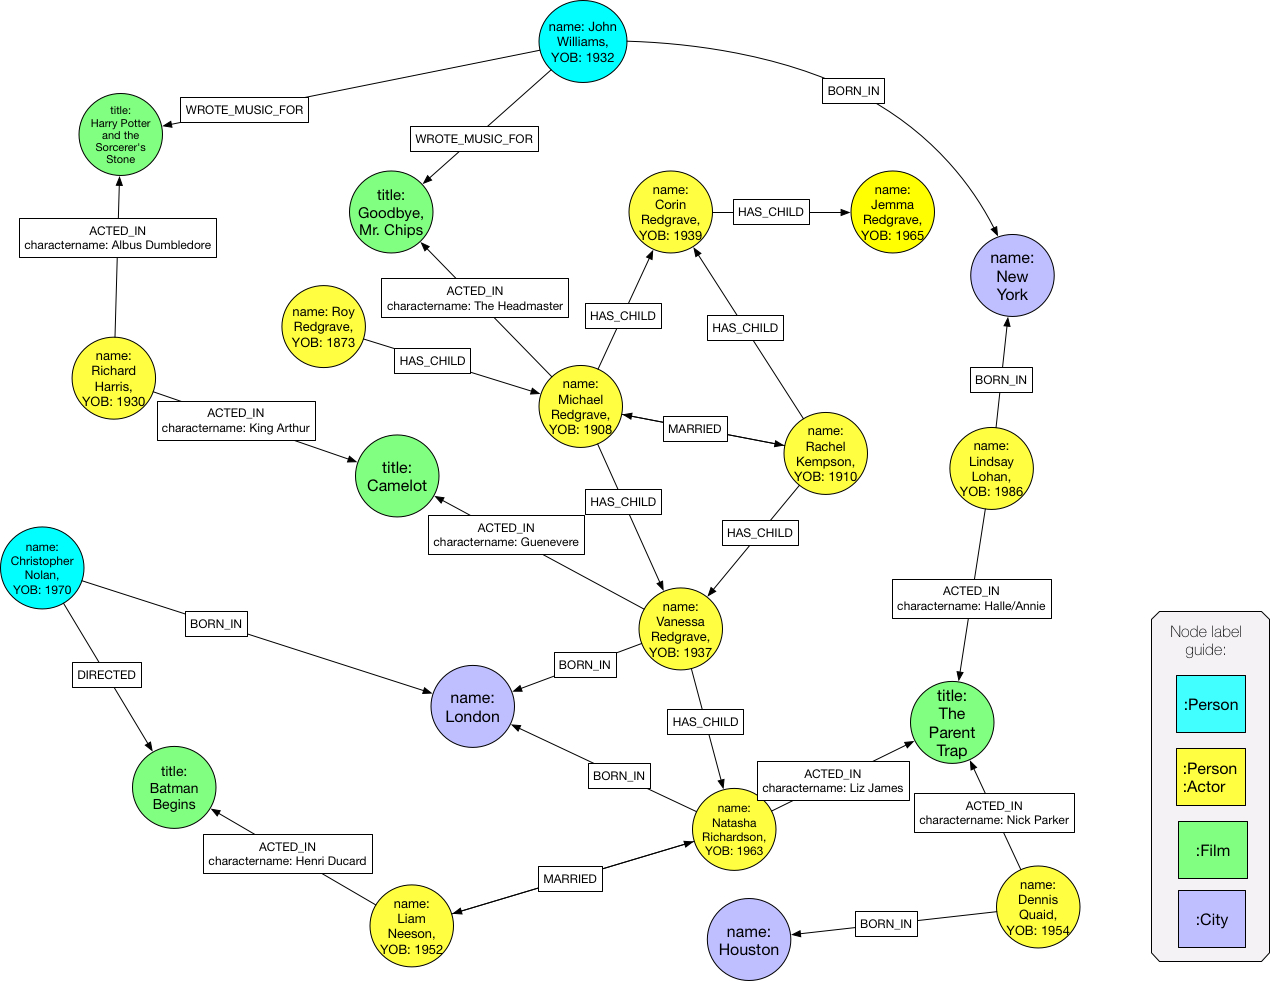 name: John
Williams,
YOB: 1932
WROTE_MUSIC_FOR
BORN_IN
title:
Harry Potter
and the
Sorcerer's
Stone
WROTE_MUSIC_FOR
title:
Goodbye,
Mr. Chips
name:
Corin
Redgrave,
YOB: 1939
HAS_CHILD
name:
Jemma
Redgrave,
YOB: 1965
ACTED_IN
charactername: Albus Dumbledore
name:
New
York
ACTED_IN
charactername: The Headmaster
name: Roy
Redgrave,
YOB: 1873
HAS_CHILD
HAS_CHILD
HAS_CHILD
name:
Richard
Harris,
YOB: 1930
name:
Michael
Redgrave,
YOB: 1908
BORN_IN
ACTED_IN
charactername: King Arthur
MARRIED
name:
Rachel
Kempson,
YOB: 1910
name:
Lindsay
Lohan,
YOB: 1986
title:
Camelot
HAS_CHILD
ACTED_IN
charactername: Guenevere
HAS_CHILD
name:
Christopher
Nolan,
YOB: 1970
ACTED_IN
charactername: Halle/Annie
BORN_IN
name:
Vanessa
Redgrave,
YOB: 1937
Node label
guide:
DIRECTED
BORN_IN
name:
London
title:
The
Parent
Trap
:Person
HAS_CHILD
title:
Batman
Begins
BORN_IN
ACTED_IN
charactername: Liz James
:Person
:Actor
name:
Natasha
Richardson,
YOB: 1963
ACTED_IN
charactername: Nick Parker
ACTED_IN
charactername: Henri Ducard
:Film
MARRIED
name:
Liam
Neeson,
YOB: 1952
name:
Houston
BORN_IN
name:
Dennis
Quaid,
YOB: 1954
:City